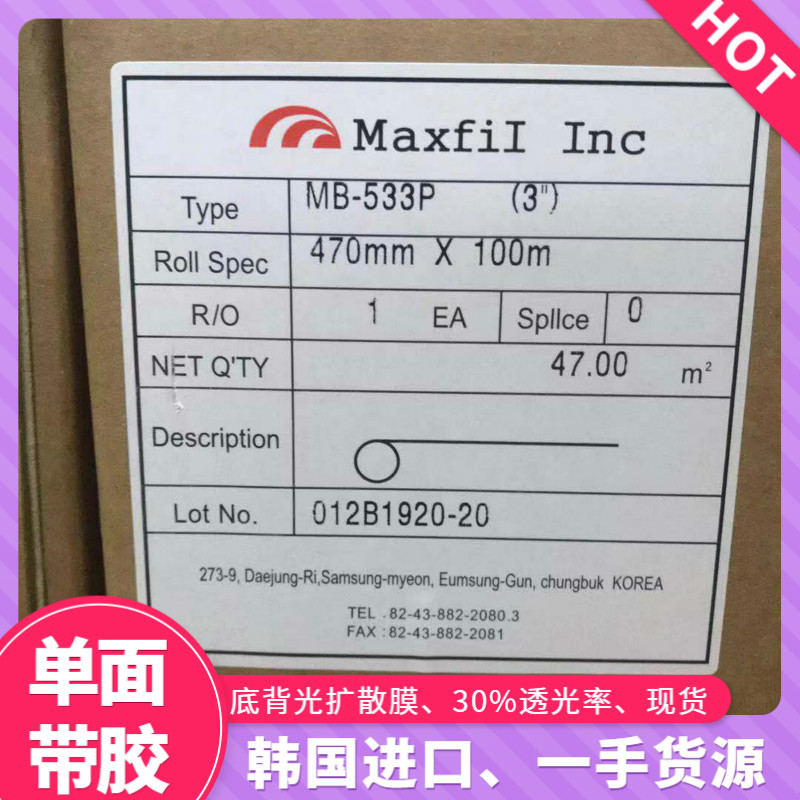 HOT
MaxfiI Inc
Type MB-533P (3")
Roll Spec 470mm X 100m
R/O 1 EA SplIce 0
NET Q'TY 47.00 m²
Description
Lot No. 012B1920-20
273-9, Daejung-Ri,Samsung-myeon, Eumsung-Gun, chungbuk KOREA
TEL .82-43-882-2080.3
FAX :82-43-882-2081
单面
带胶
底背光扩散膜、30%透光率、现货
韩国进口、一手货源